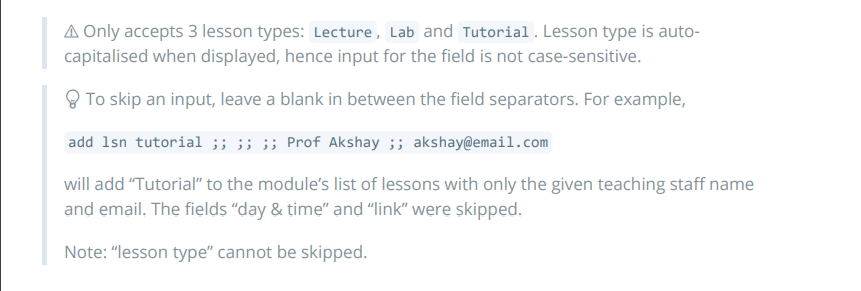 ⚠ Only accepts 3 lesson types: Lecture, Lab and Tutorial. Lesson type is auto-
capitalised when displayed, hence input for the field is not case-sensitive.
To skip an input, leave a blank in between the field separators. For example,
add lsn tutorial ;; ;; ;; Prof Akshay ;; akshay@email.com
will add “Tutorial” to the module’s list of lessons with only the given teaching staff name
and email. The fields “day & time” and “link” were skipped.
Note: “lesson type” cannot be skipped.